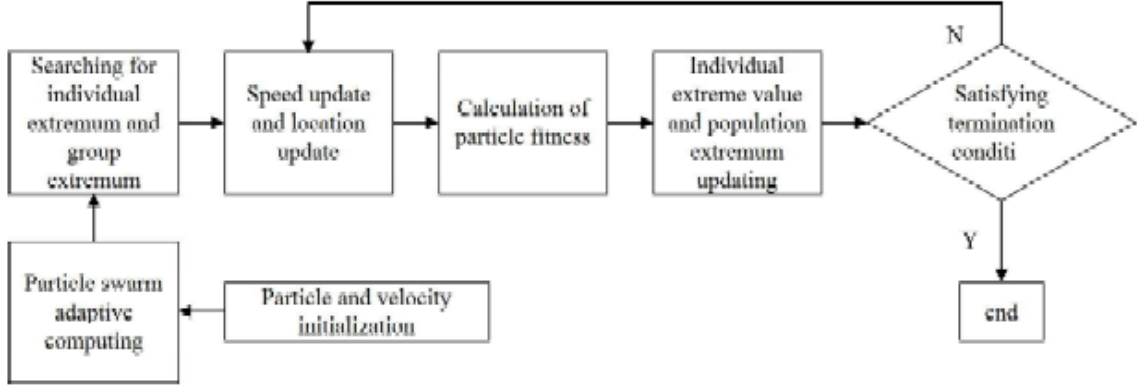 Searching for
individual
extremum and
group
extremum
Speed update
and location
update
Calculation of
particle fitness
Individual
extreme value
and population
extremum
updating
N
Satisfying
termination
conditi
Y
end
Particle swarm
adaptive
computing
Particle and velocity
initialization